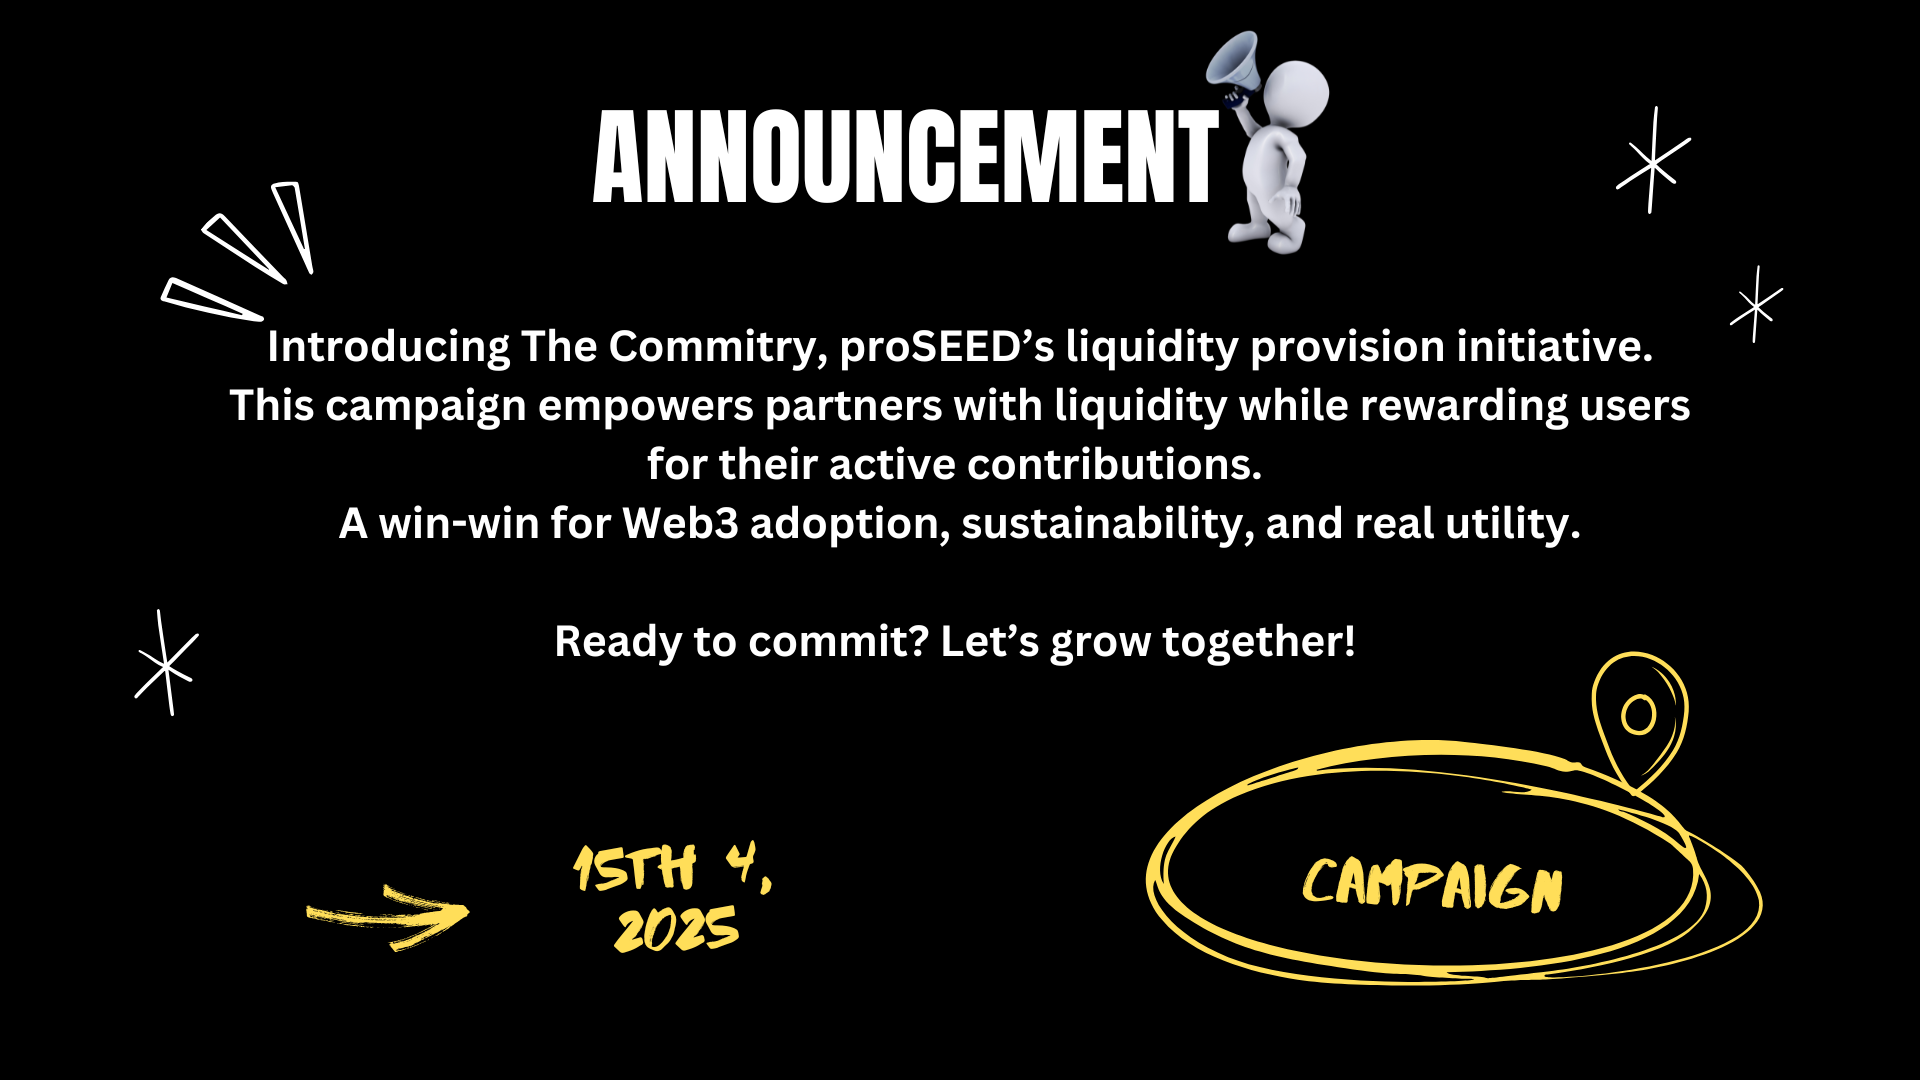 ANNOUNCEMENT
Introducing The Commitry, proSEED’s liquidity provision initiative.
This campaign empowers partners with liquidity while rewarding users
for their active contributions.
A win-win for Web3 adoption, sustainability, and real utility.
Ready to commit? Let’s grow together!
15TH 4,
2025
CAMPAIGN